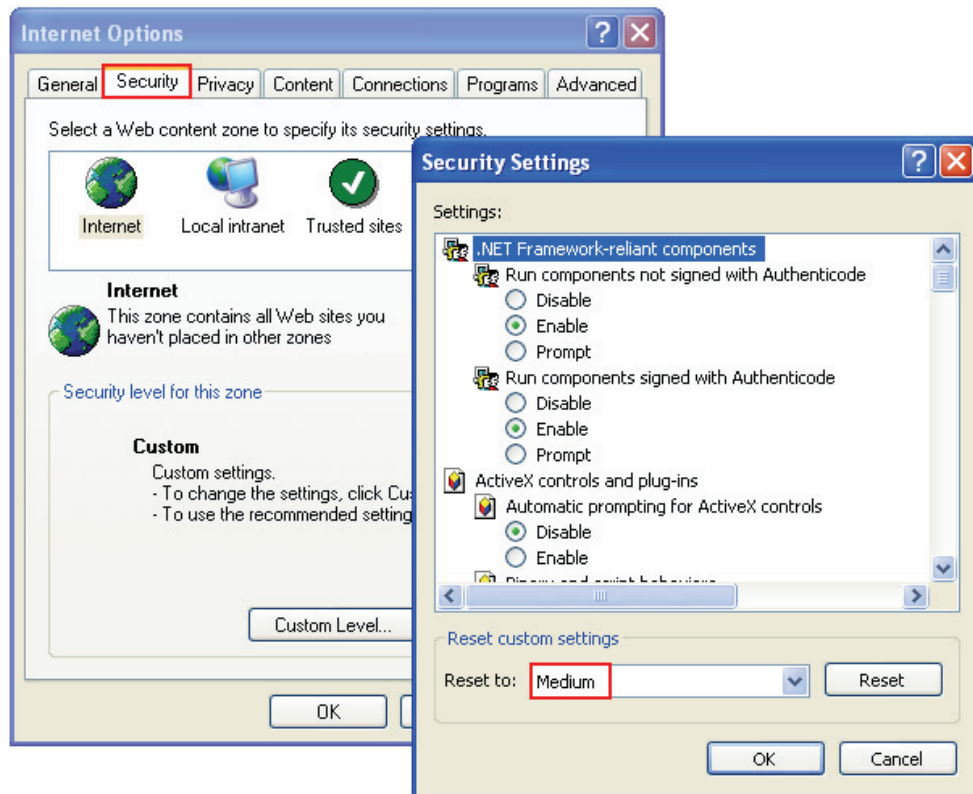 Internet Options
General Security Privacy Content Connections Programs Advanced
Select a Web content zone to specify its security settings.
Internet Local intranet Trusted sites
Internet
This zone contains all Web sites you
haven't placed in other zones
Security level for this zone
Custom
Custom settings.
- To change the settings, click Cu
- To use the recommended setting
Custom Level...
OK
Security Settings
Settings:
.NET Framework-reliant components
Run components not signed with Authenticode
Disable
Enable
Prompt
Run components signed with Authenticode
Disable
Enable
Prompt
ActiveX controls and plug-ins
Automatic prompting for ActiveX controls
Disable
Enable
Binary and script behaviors
Reset custom settings
Reset to: Medium Reset
OK Cancel